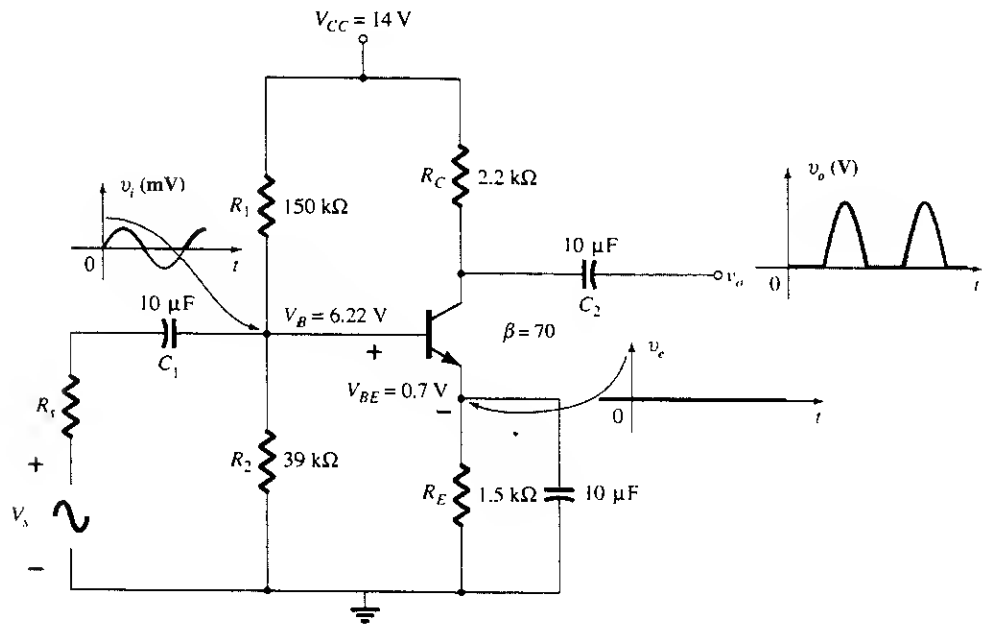 V_CC = 14 V
v_i (mV)
0
t
R_1
150 kΩ
R_C
2.2 kΩ
v_o (V)
0
t
10 μF
C_2
v_o
10 μF
C_1
V_B = 6.22 V
+
β = 70
V_BE = 0.7 V
−
v_e
0
t
R_s
+
V_s
−
R_2
39 kΩ
R_E
1.5 kΩ
10 μF